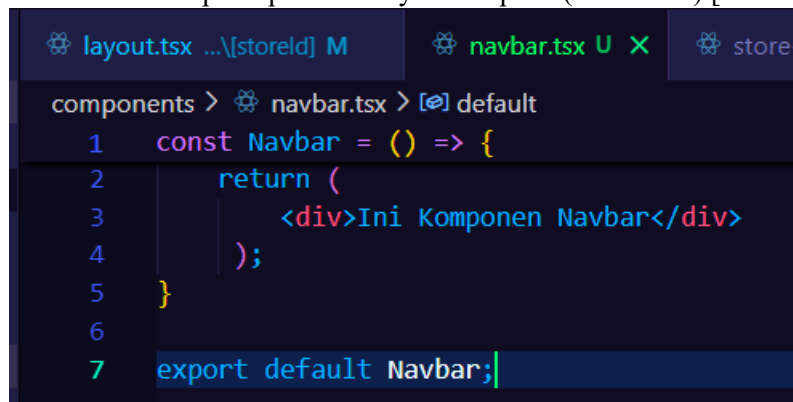 layout.tsx ...\[storeId] M navbar.tsx U × store
components > navbar.tsx > default
1 const Navbar = () => {
2 return (
3 <div>Ini Komponen Navbar</div>
4 );
5 }
6
7 export default Navbar;